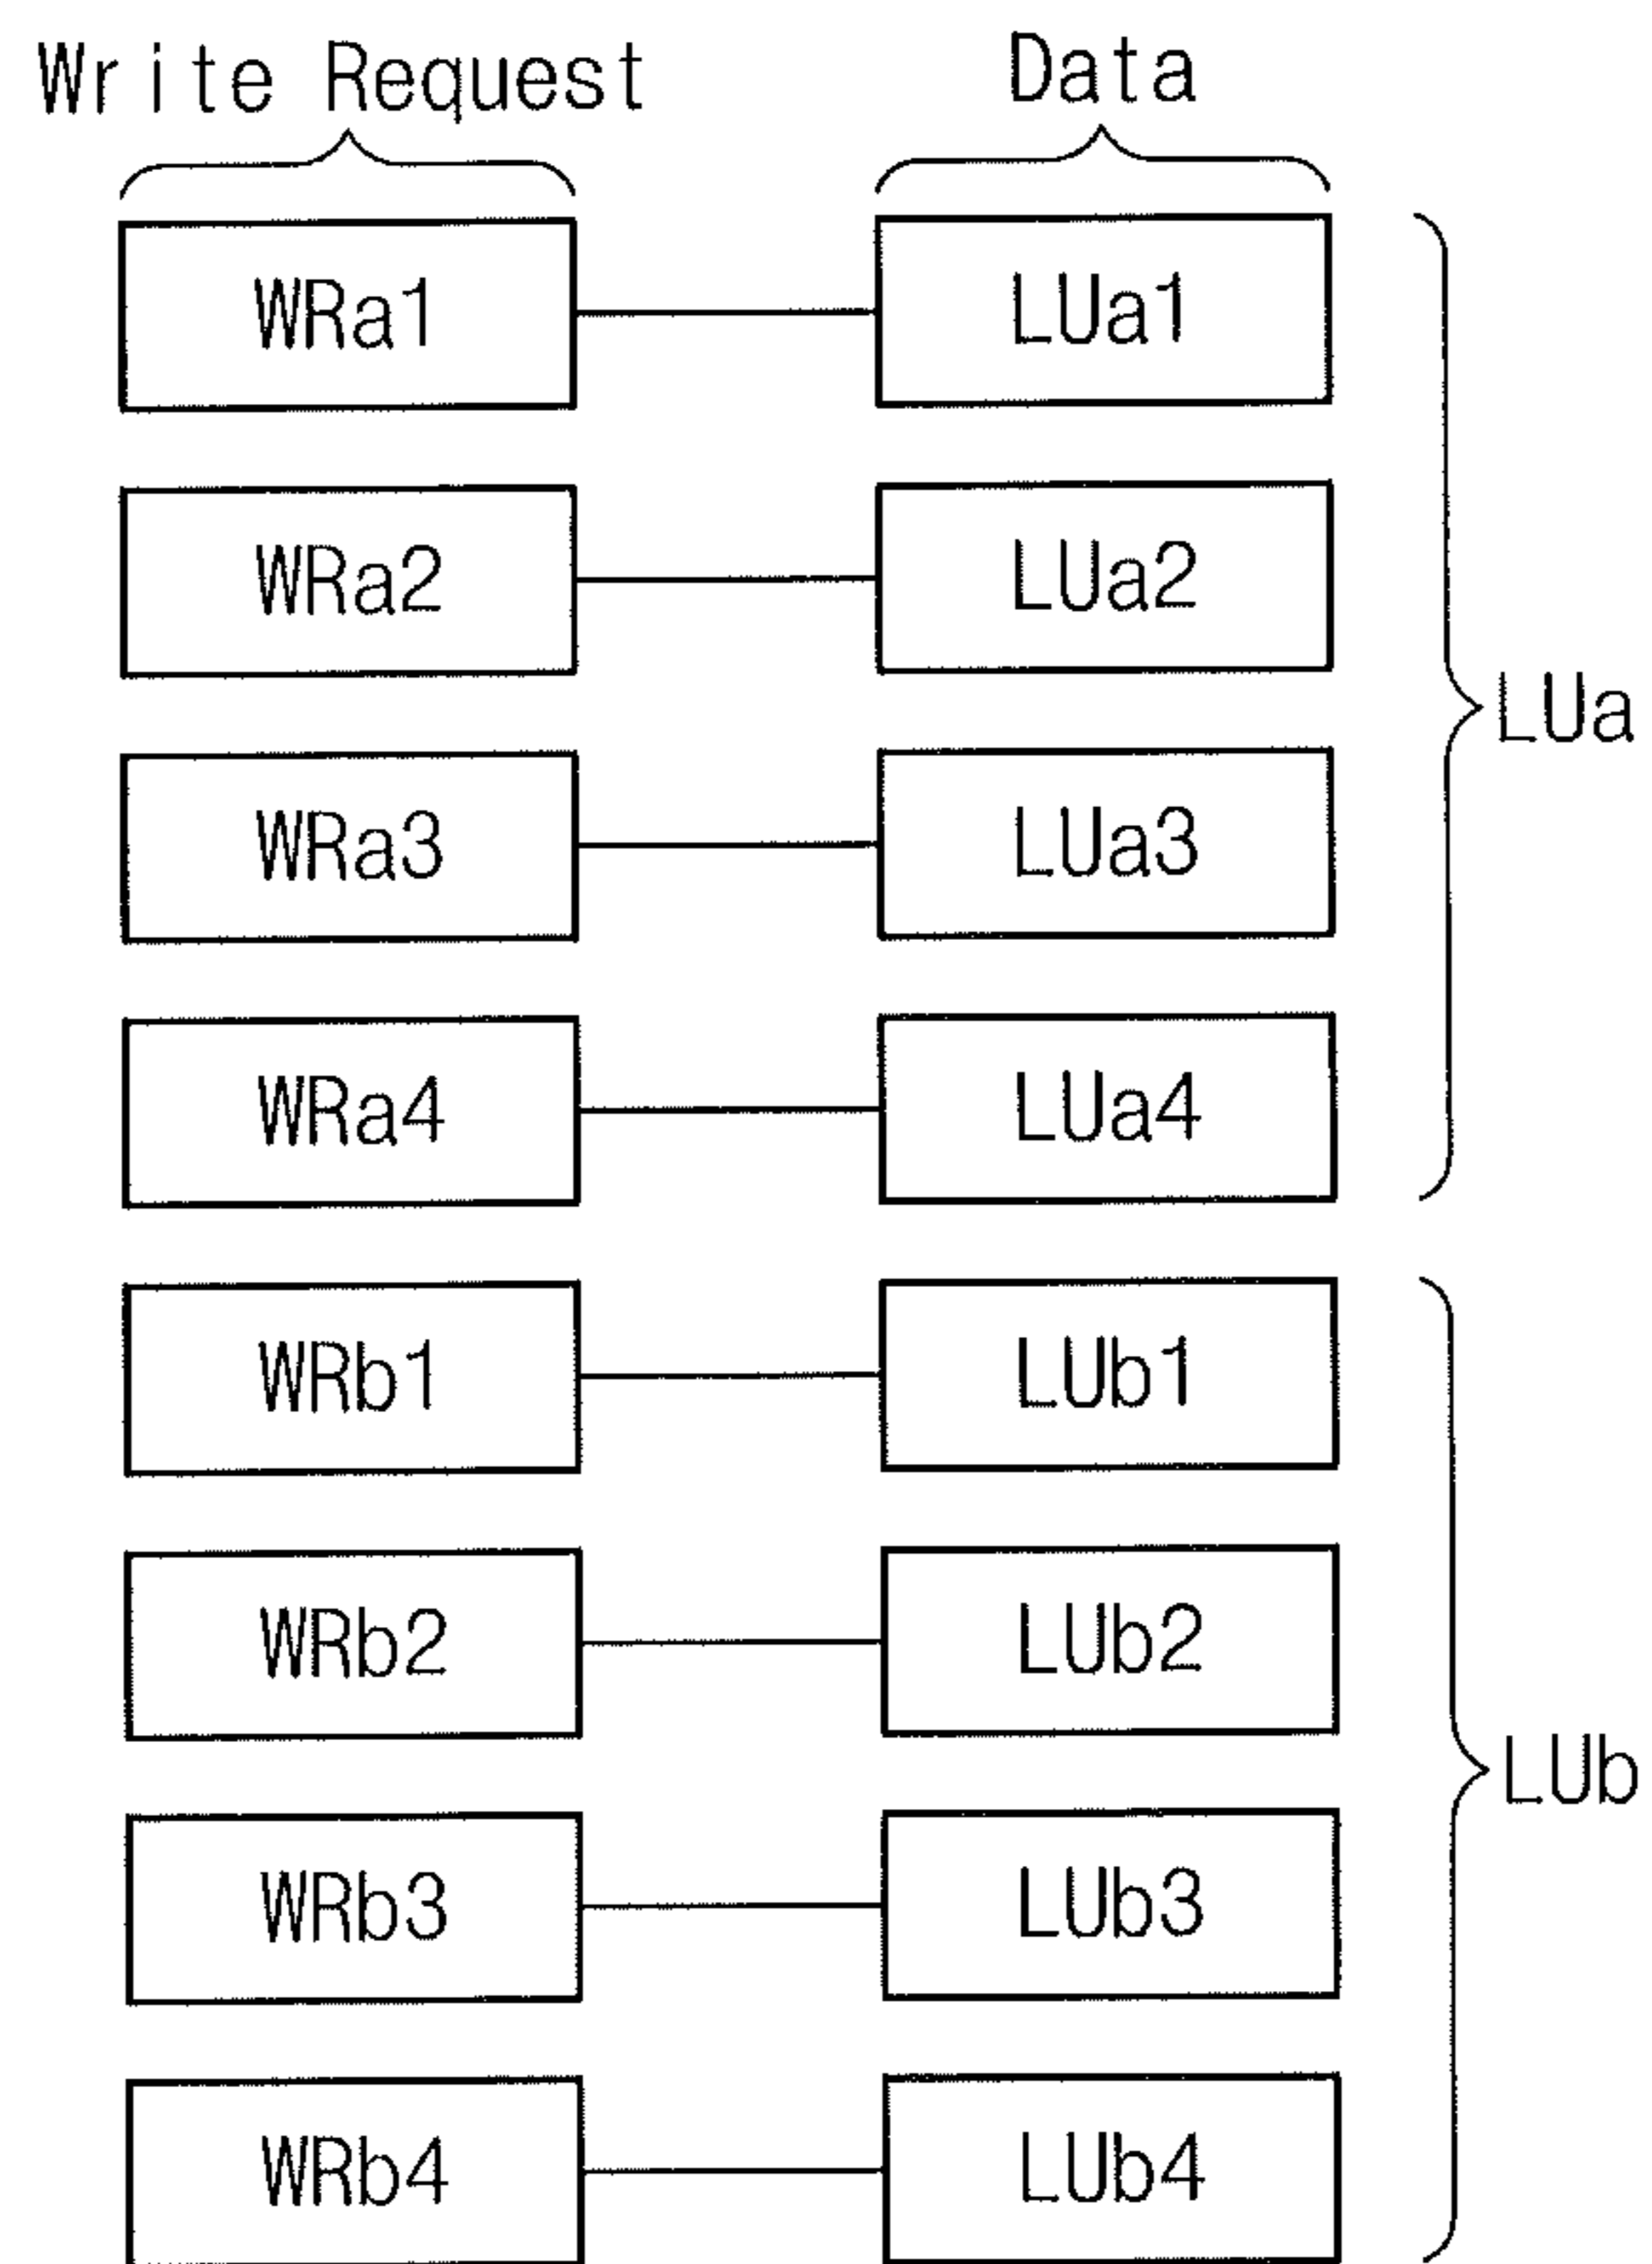 Write Request Data
WRa1 LUa1
WRa2 LUa2
LUa
WRa3 LUa3
WRa4 LUa4
WRb1 LUb1
WRb2 LUb2
LUb
WRb3 LUb3
WRb4 LUb4